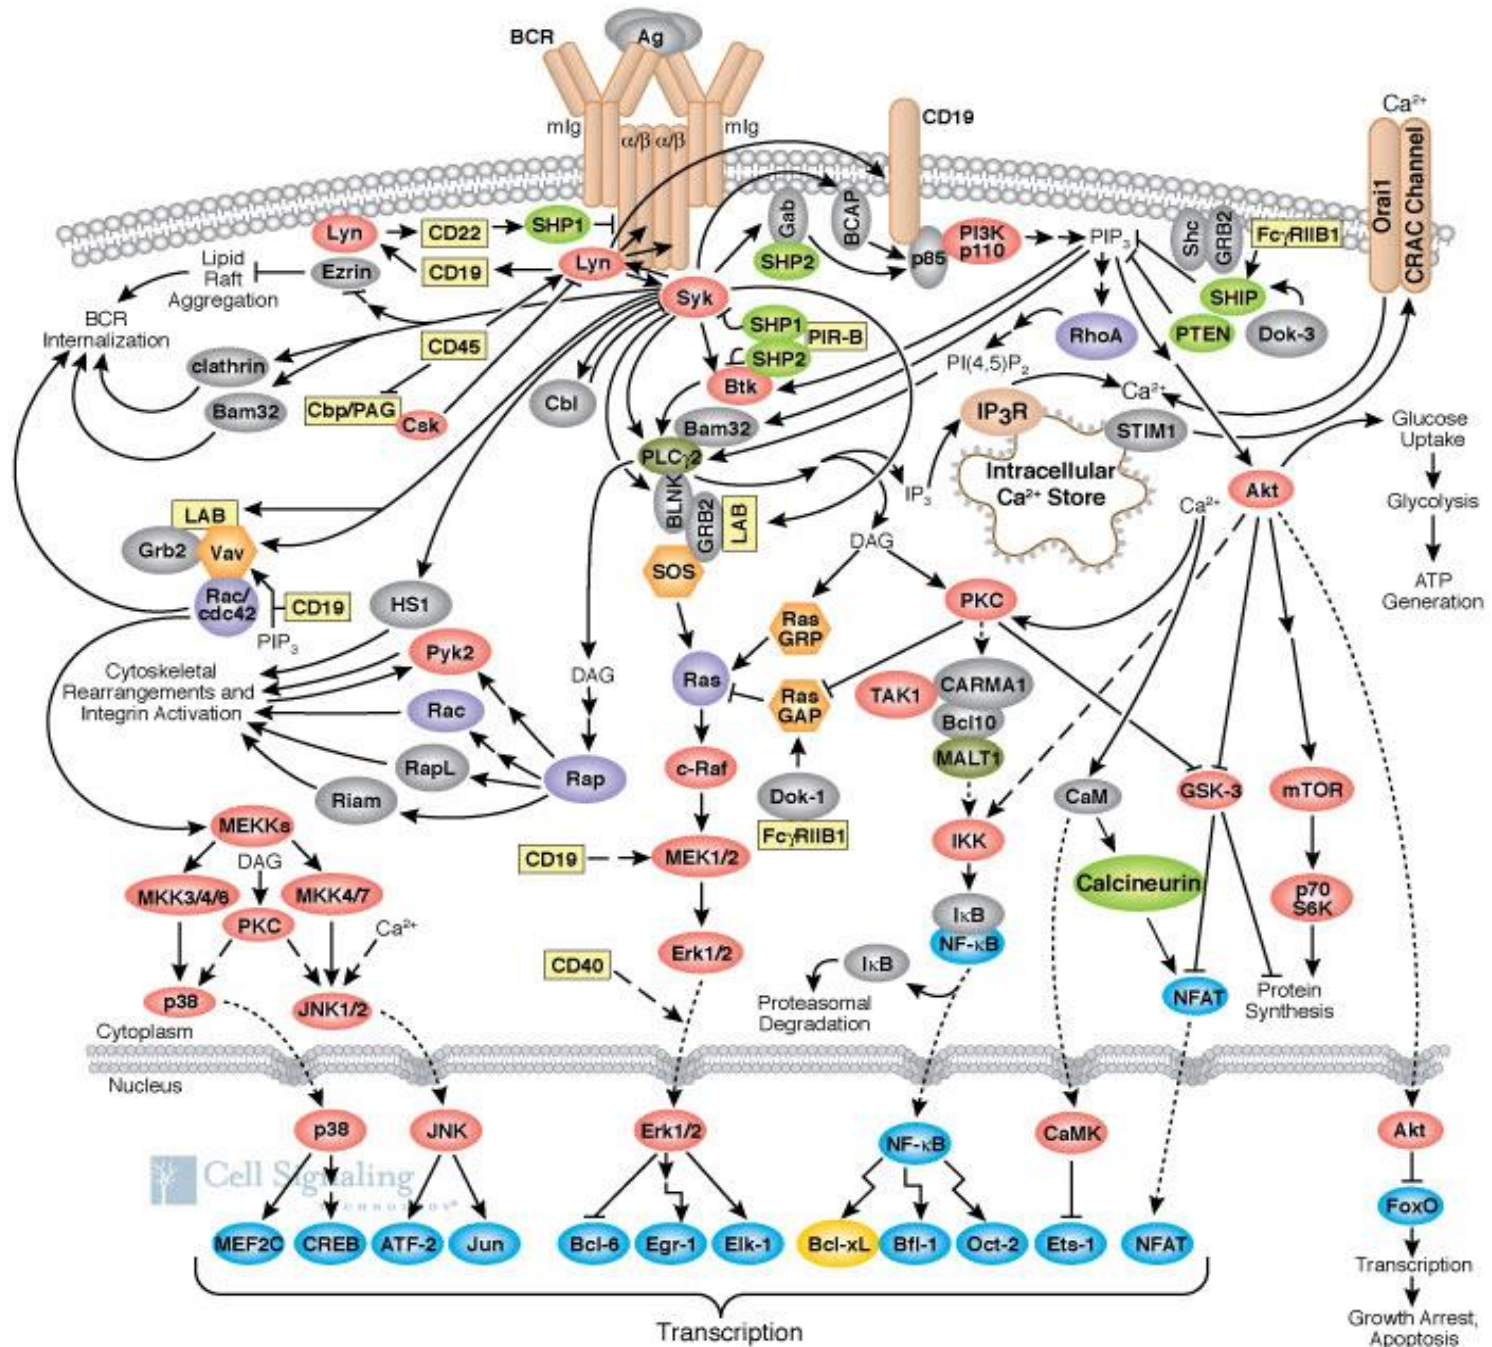 BCR
Ag
mIg
α/β α/β
mIg
CD19
Ca²⁺
Orai1
CRAC Channel
Lyn
CD22
SHP1
Lipid
Raft
Aggregation
Ezrin
CD19
Lyn
Syk
Gab
SHP2
BCAP
p85
PI3K
p110
PIP₃
Shc
GRB2
FcγRIIB1
SHIP
PTEN
Dok-3
RhoA
PI(4,5)P₂
BCR
Internalization
clathrin
Bam32
CD45
Cbp/PAG
Csk
Cbl
SHP1
PIR-B
SHP2
Btk
Bam32
PLCγ2
BLNK
GRB2
LAB
SOS
IP₃
IP₃R
Ca²⁺
STIM1
Intracellular
Ca²⁺ Store
Ca²⁺
Akt
Glucose
Uptake
Glycolysis
ATP
Generation
LAB
Grb2
Vav
Rac/
cdc42
CD19
PIP₃
HS1
Pyk2
Cytoskeletal
Rearrangements and
Integrin Activation
Rac
RapL
Riam
DAG
Rap
DAG
PKC
Ras
GRP
Ras
Ras
GAP
TAK1
CARMA1
Bcl10
MALT1
c-Raf
Dok-1
FcγRIIB1
IKK
CaM
GSK-3
mTOR
MEKKs
DAG
MKK3/4/6
MKK4/7
PKC
Ca²⁺
p38
JNK1/2
CD19
MEK1/2
Calcineurin
p70
S6K
IκB
NF-κB
Erk1/2
CD40
IκB
Proteasomal
Degradation
NFAT
Protein
Synthesis
Cytoplasm
Nucleus
p38
JNK
Erk1/2
NF-κB
CaMK
Akt
Cell Signaling
TECHNOLOGY®
FoxO
MEF2C
CREB
ATF-2
Jun
Bcl-6
Egr-1
Elk-1
Bcl-xL
Bfl-1
Oct-2
Ets-1
NFAT
Transcription
Growth Arrest,
Apoptosis
Transcription